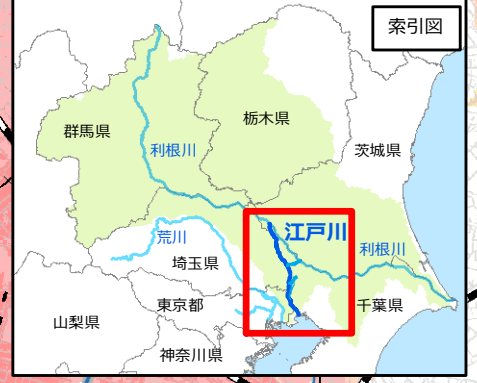 索引図
群馬県
栃木県
利根川
茨城県
荒川
江戸川
利根川
埼玉県
東京都
千葉県
山梨県
神奈川県